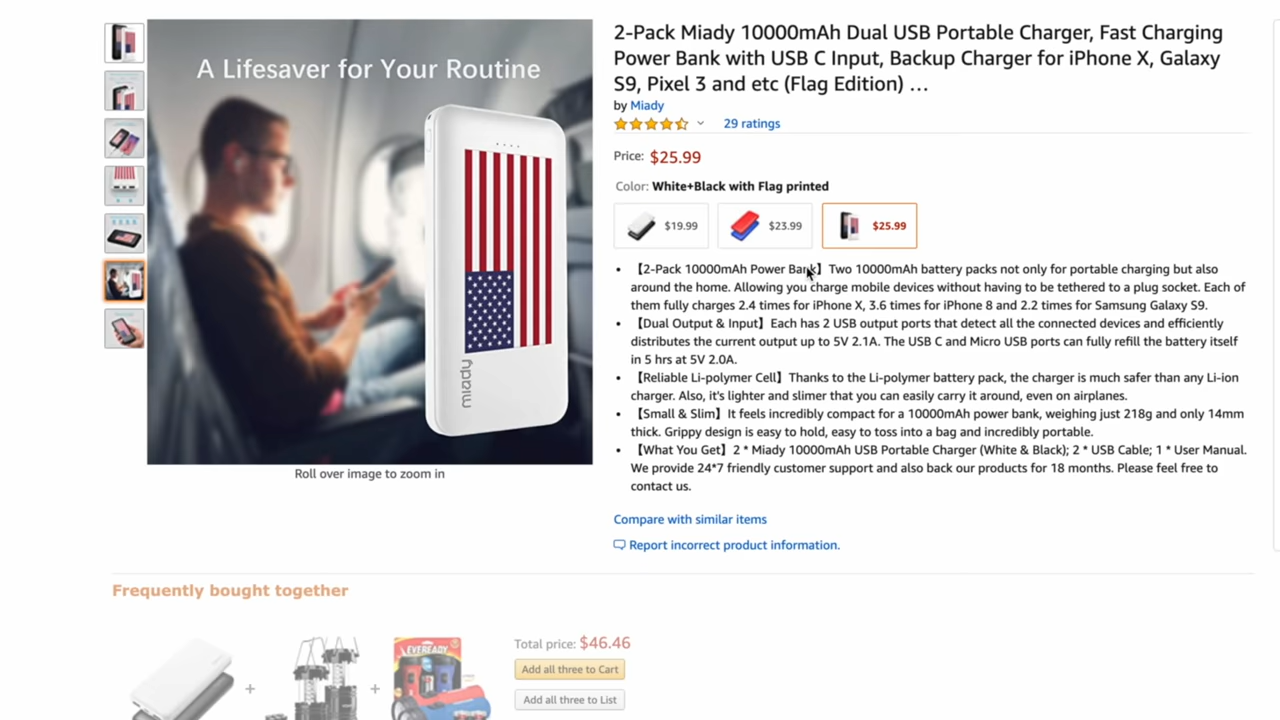 A Lifesaver for Your Routine
miady
Roll over image to zoom in
2-Pack Miady 10000mAh Dual USB Portable Charger, Fast Charging
Power Bank with USB C Input, Backup Charger for iPhone X, Galaxy
S9, Pixel 3 and etc (Flag Edition) …
by Miady
29 ratings
Price: $25.99
Color: White+Black with Flag printed
$19.99
$23.99
$25.99
• 【2-Pack 10000mAh Power Bank】Two 10000mAh battery packs not only for portable charging but also
around the home. Allowing you charge mobile devices without having to be tethered to a plug socket. Each of
them fully charges 2.4 times for iPhone X, 3.6 times for iPhone 8 and 2.2 times for Samsung Galaxy S9.
• 【Dual Output & Input】Each has 2 USB output ports that detect all the connected devices and efficiently
distributes the current output up to 5V 2.1A. The USB C and Micro USB ports can fully refill the battery itself
in 5 hrs at 5V 2.0A.
• 【Reliable Li-polymer Cell】Thanks to the Li-polymer battery pack, the charger is much safer than any Li-ion
charger. Also, it's lighter and slimer that you can easily carry it around, even on airplanes.
• 【Small & Slim】It feels incredibly compact for a 10000mAh power bank, weighing just 218g and only 14mm
thick. Grippy design is easy to hold, easy to toss into a bag and incredibly portable.
• 【What You Get】2 * Miady 10000mAh USB Portable Charger (White & Black); 2 * USB Cable; 1 * User Manual.
We provide 24*7 friendly customer support and also back our products for 18 months. Please feel free to
contact us.
Compare with similar items
Report incorrect product information.
Frequently bought together
+
+
EVEREADY
Total price: $46.46
Add all three to Cart
Add all three to List